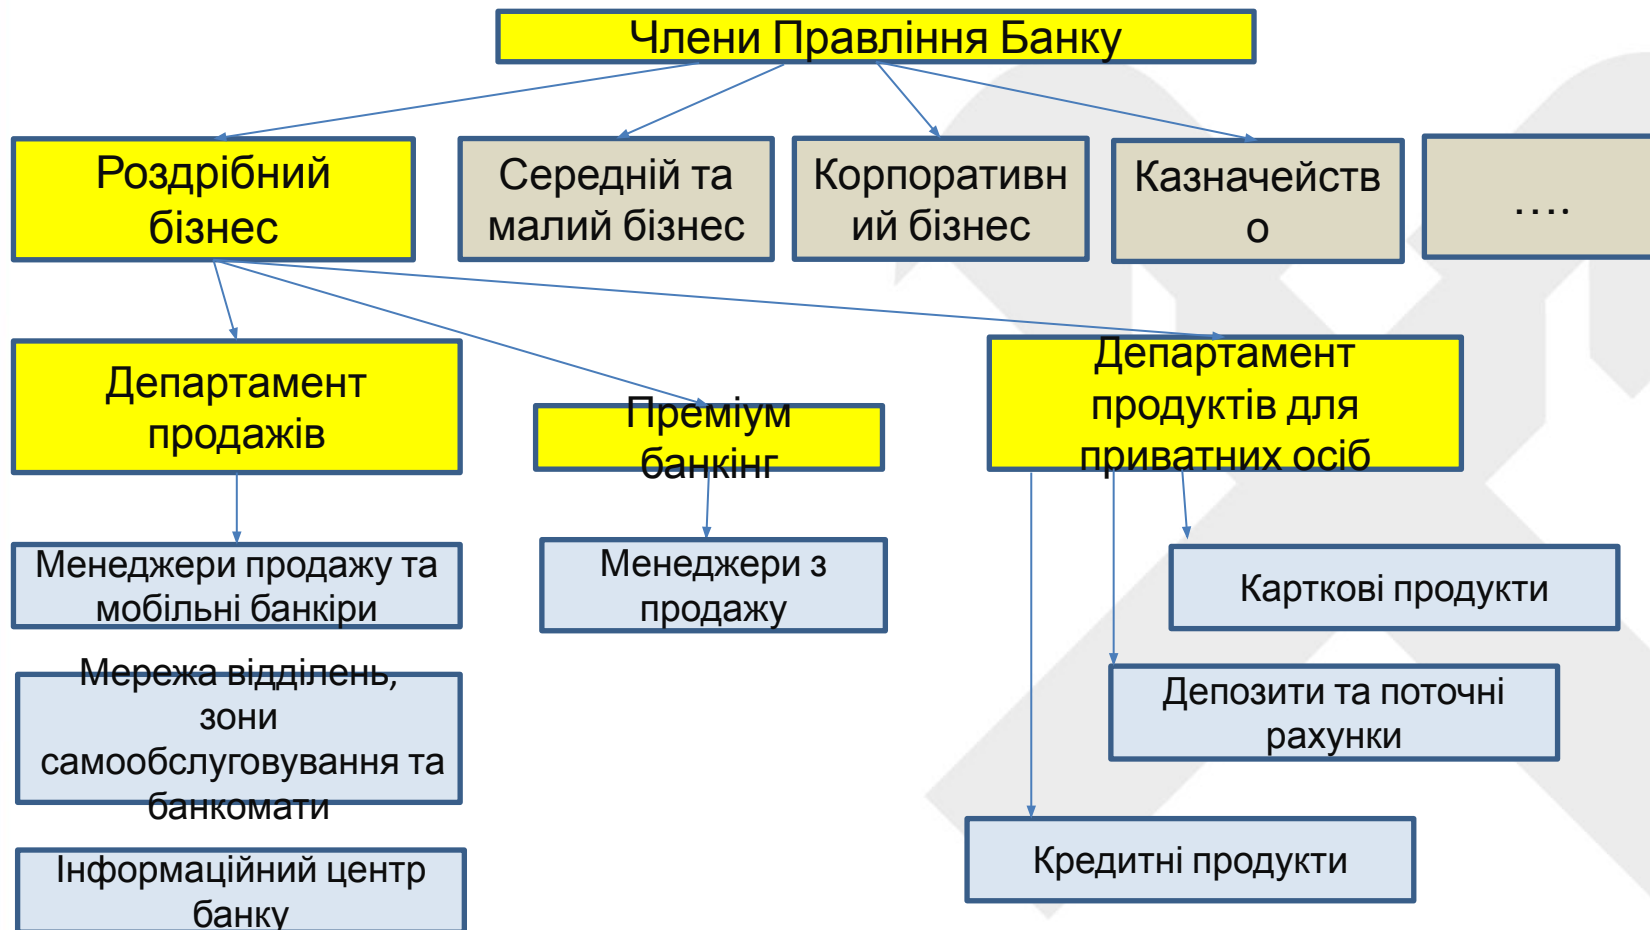 Члени Правління Банку
Роздрібний
бізнес
Середній та
малий бізнес
Корпоративн
ий бізнес
Казначейств
о
….
Департамент
продажів
Преміум
банкінг
Департамент
продуктів для
приватних осіб
Менеджери продажу та
мобільні банкіри
Менеджери з
продажу
Карткові продукти
Мережа відділень,
зони
самообслуговування та
банкомати
Депозити та поточні
рахунки
Інформаційний центр
банку
Кредитні продукти